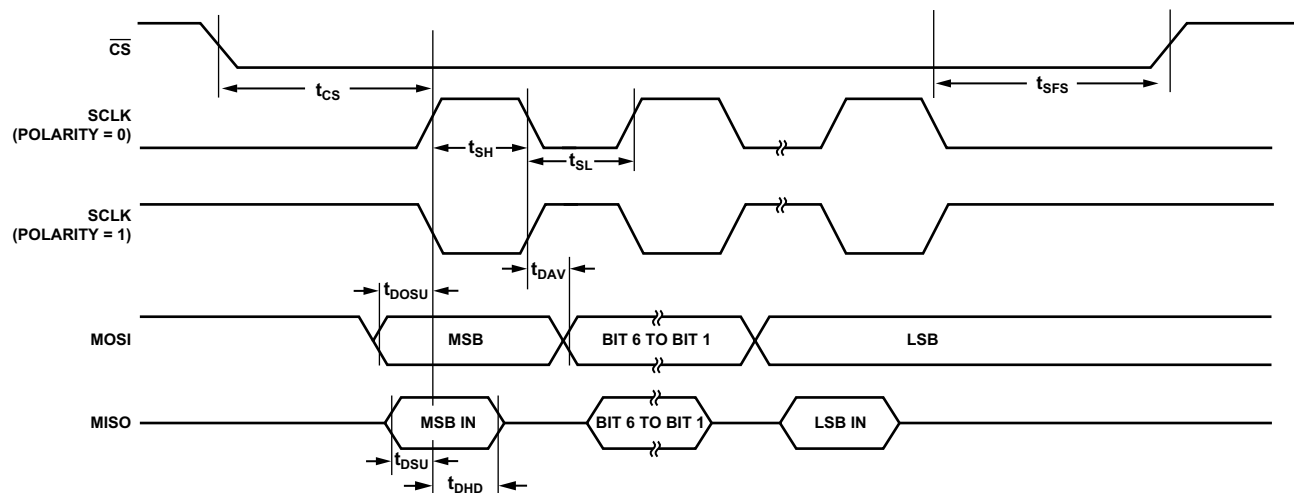 CS
tCS
tSFS
SCLK
(POLARITY = 0)
tSH
tSL
SCLK
(POLARITY = 1)
tDAV
tDOSU
MOSI
MSB
BIT 6 TO BIT 1
LSB
MISO
MSB IN
BIT 6 TO BIT 1
LSB IN
tDSU
tDHD